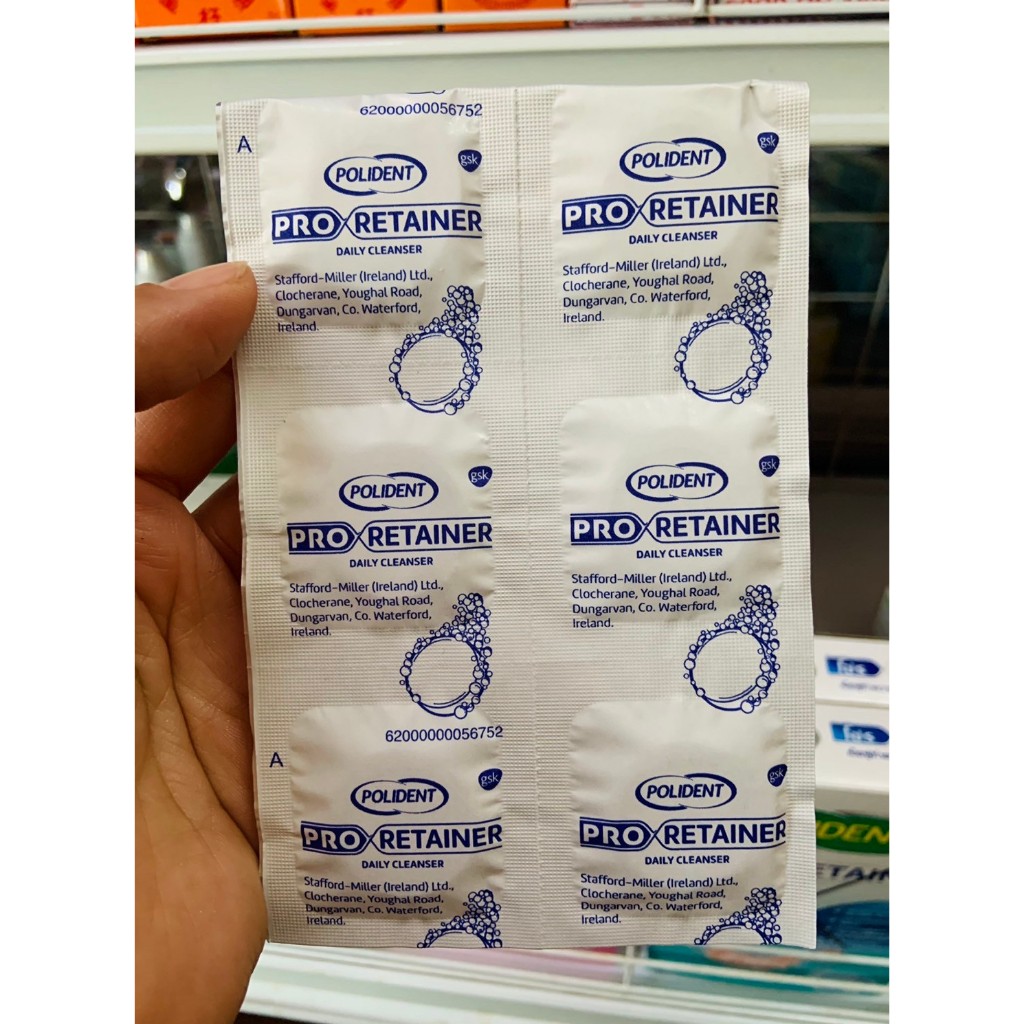 62000000056752
A
POLIDENT
gsk
PRO RETAINER
DAILY CLEANSER
Stafford-Miller (Ireland) Ltd.,
Clocherane, Youghal Road,
Dungarvan, Co. Waterford,
Ireland.
POLIDENT
gsk
PRO RETAINER
DAILY CLEANSER
Stafford-Miller (Ireland) Ltd.,
Clocherane, Youghal Road,
Dungarvan, Co. Waterford,
Ireland.
POLIDENT
gsk
PRO RETAINER
DAILY CLEANSER
Stafford-Miller (Ireland) Ltd.,
Clocherane, Youghal Road,
Dungarvan, Co. Waterford,
Ireland.
POLIDENT
gsk
PRO RETAINER
DAILY CLEANSER
Stafford-Miller (Ireland) Ltd.,
Clocherane, Youghal Road,
Dungarvan, Co. Waterford,
Ireland.
62000000056752
A
POLIDENT
gsk
PRO RETAINER
DAILY CLEANSER
Stafford-Miller (Ireland) Ltd.,
Clocherane, Youghal Road,
Dungarvan, Co. Waterford,
Ireland.
POLIDENT
gsk
PRO RETAINER
DAILY CLEANSER
Stafford-Miller (Ireland) Ltd.,
Clocherane, Youghal Road,
Dungarvan, Co. Waterford,
Ireland.